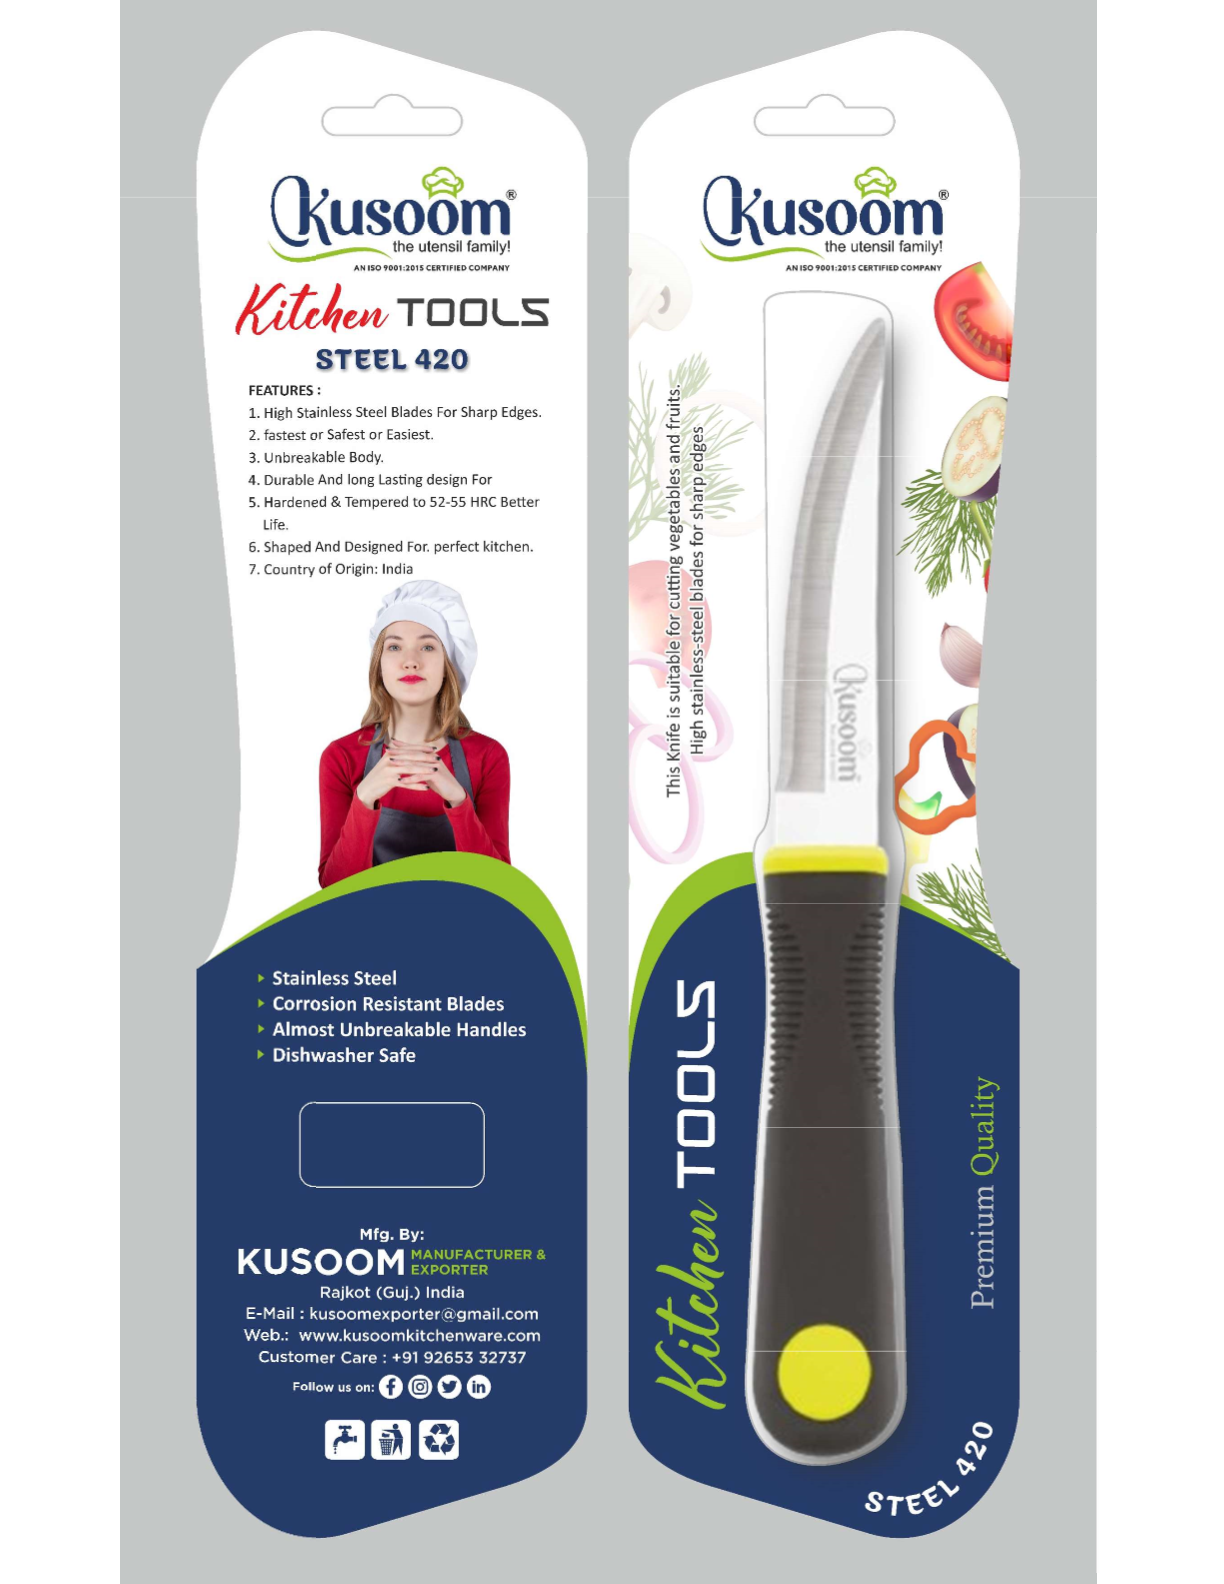 Kusoom®
the utensil family!
AN ISO 9001:2015 CERTIFIED COMPANY
Kitchen TOOLS
STEEL 420
FEATURES :
1. High Stainless Steel Blades For Sharp Edges.
2. fastest or Safest or Easiest.
3. Unbreakable Body.
4. Durable And long Lasting design For
5. Hardened & Tempered to 52-55 HRC Better
Life.
6. Shaped And Designed For. perfect kitchen.
7. Country of Origin: India
Stainless Steel
Corrosion Resistant Blades
Almost Unbreakable Handles
Dishwasher Safe
Mfg. By:
KUSOOM MANUFACTURER &
EXPORTER
Rajkot (Guj.) India
E-Mail : kusoomexporter@gmail.com
Web.: www.kusoomkitchenware.com
Customer Care : +91 92653 32737
Follow us on:
Kusoom®
the utensil family!
AN ISO 9001:2015 CERTIFIED COMPANY
This Knife is suitable for cutting vegetables and fruits.
High stainless-steel blades for sharp edges
Kusoom
Kitchen TOOLS
Premium Quality
STEEL 420